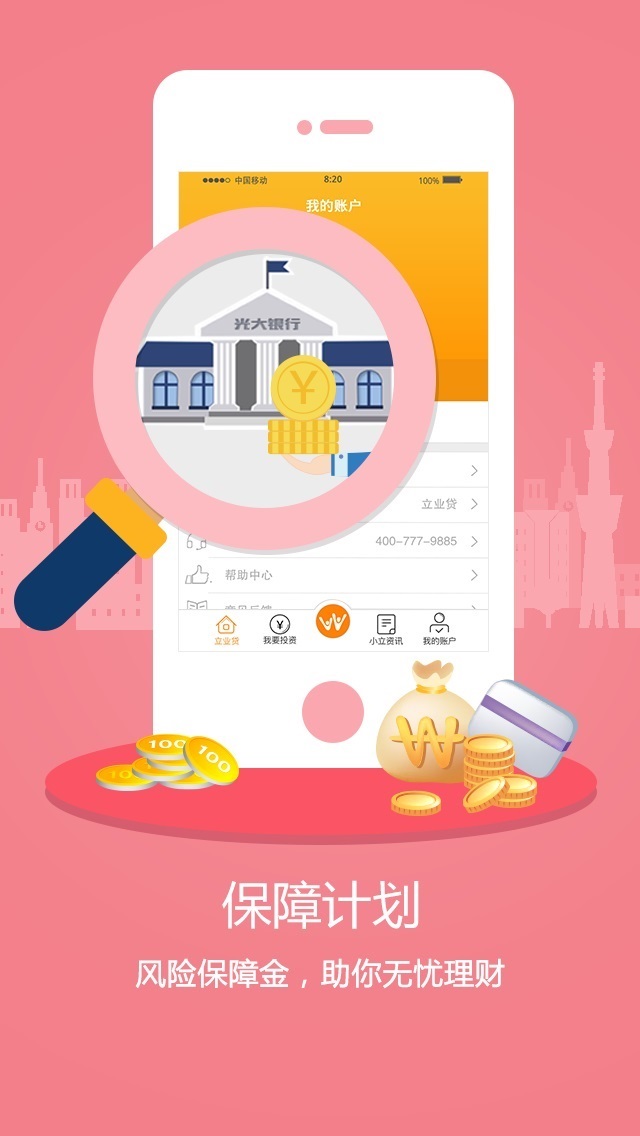 中国移动 8:20 100%
我的账户
光大银行
¥
立业贷
400-777-9885
帮助中心
立业贷 我要投资 小立资讯 我的账户
100
100
W
保障计划
风险保障金，助你无忧理财